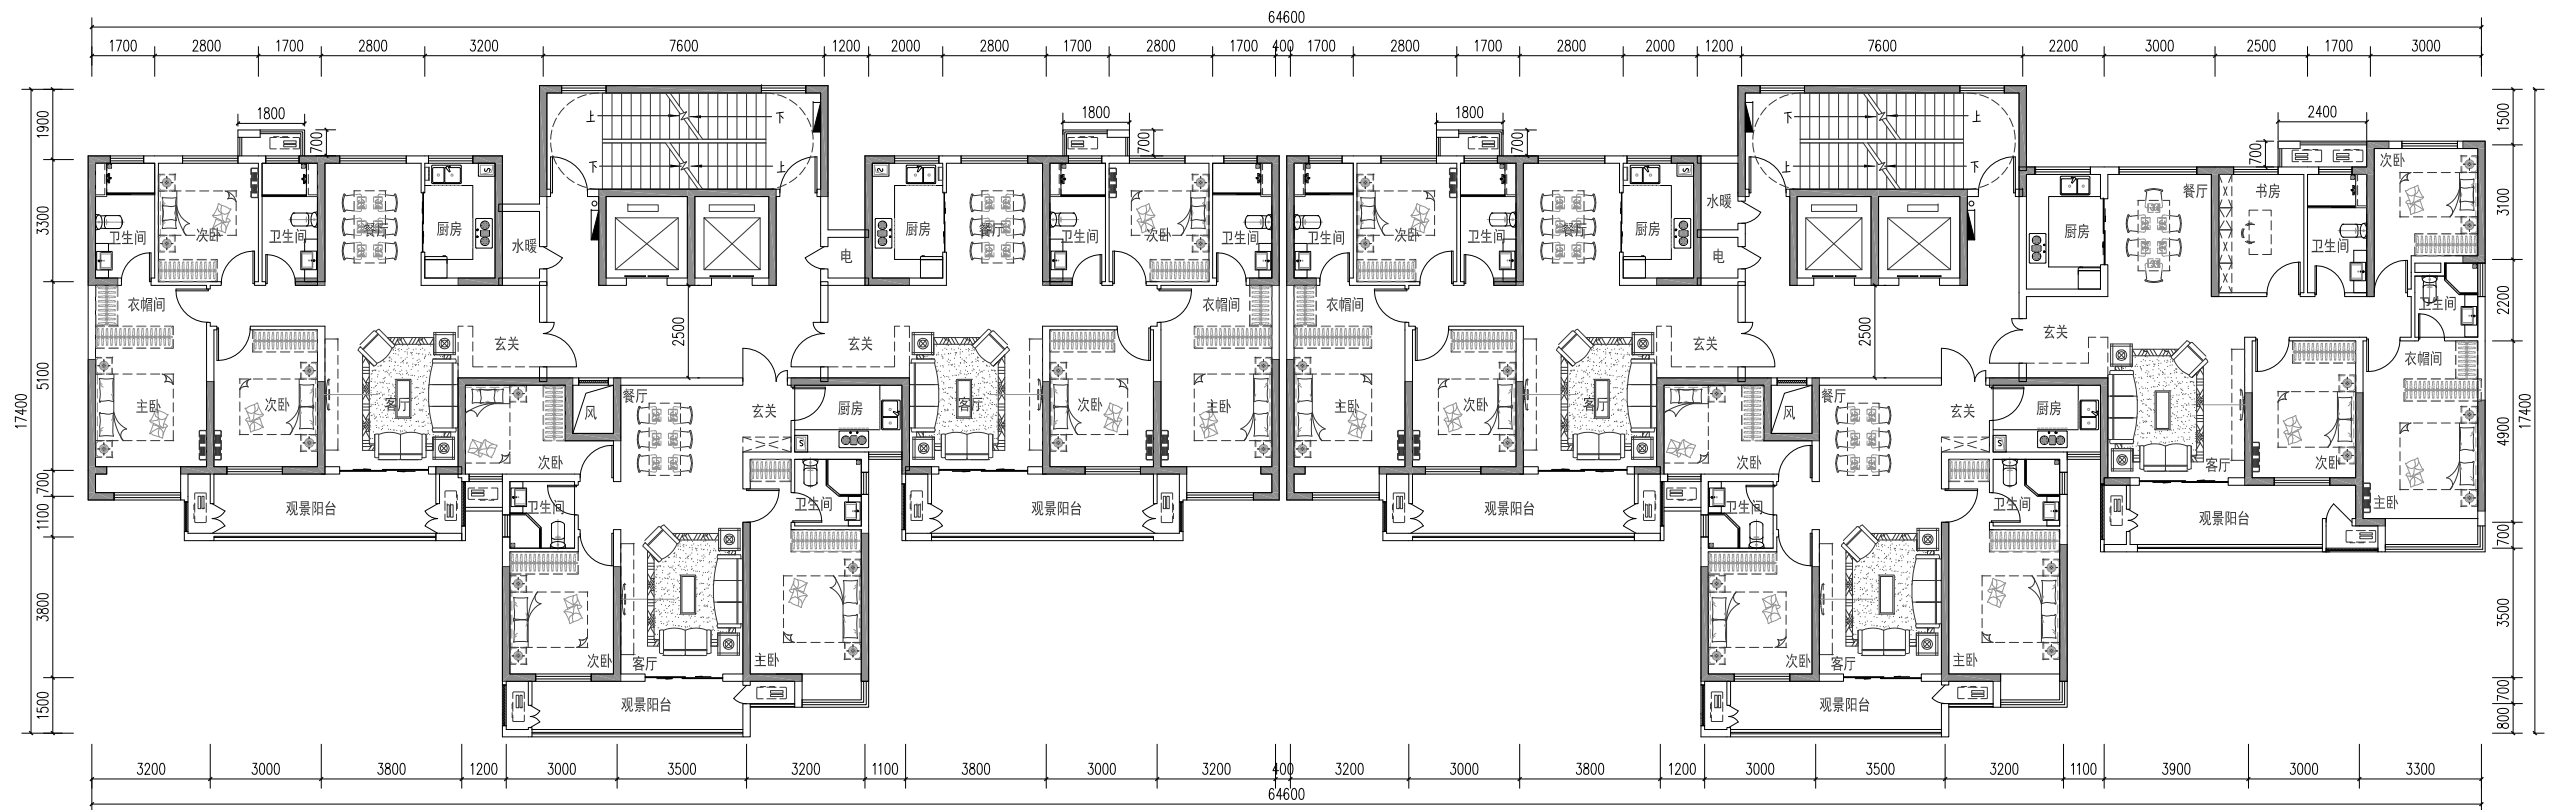 64600
1700 2800 1700 2800 3200 7600 1200 2000 2800 1700 2800 1700 400 1700 2800 1700 2800 2000 1200 7600 2200 3000 2500 1700 3000
1800 1800 1800 2400
700 700 700 700
上 下 下 上
下 上 上 下
卫生间 次卧 卫生间 餐厅 厨房 水暖
电 厨房 餐厅 卫生间 次卧 卫生间
卫生间 次卧 卫生间 餐厅 厨房 水暖 电
厨房 餐厅 书房 卫生间 次卧 卫生间
衣帽间 玄关 2500 玄关 衣帽间
衣帽间 玄关 2500 玄关 衣帽间
主卧 次卧 客厅 次卧 风 餐厅 玄关 厨房 客厅 次卧 主卧
主卧 次卧 客厅 次卧 风 餐厅 玄关 厨房 客厅 次卧 主卧
观景阳台 卫生间 卫生间 观景阳台
观景阳台 卫生间 卫生间 观景阳台
次卧 客厅 主卧
次卧 客厅 主卧
观景阳台
观景阳台
1900 3300 5100 700 1100 3800 1500
17400
1500 3100 2200 4900 700 3500 700 800
17400
3200 3000 3800 1200 3000 3500 3200 1100 3800 3000 3200 400 3200 3000 3800 1200 3000 3500 3200 1100 3900 3000 3300
64600